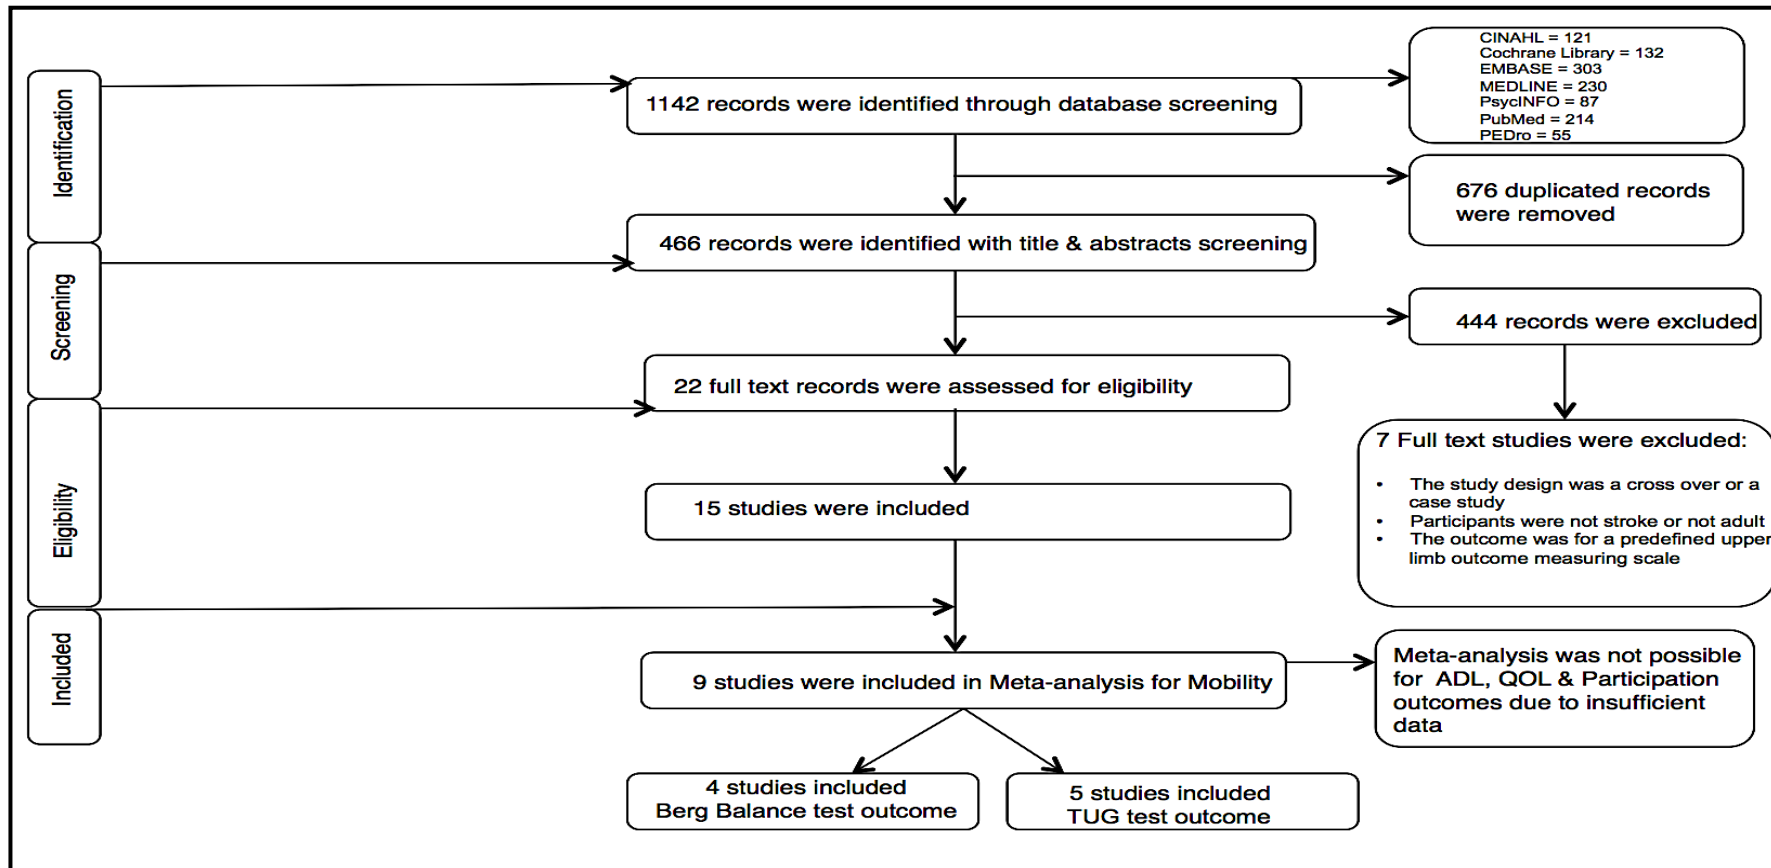 Identification
1142 records were identified through database screening
CINAHL = 121
Cochrane Library = 132
EMBASE = 303
MEDLINE = 230
PsycINFO = 87
PubMed = 214
PEDro = 55
676 duplicated records
were removed
466 records were identified with title & abstracts screening
Screening
444 records were excluded
22 full text records were assessed for eligibility
Eligibility
7 Full text studies were excluded:
• The study design was a cross over or a
case study
• Participants were not stroke or not adult
• The outcome was for a predefined upper
limb outcome measuring scale
15 studies were included
Included
9 studies were included in Meta-analysis for Mobility
Meta-analysis was not possible
for ADL, QOL & Participation
outcomes due to insufficient
data
4 studies included
Berg Balance test outcome
5 studies included
TUG test outcome